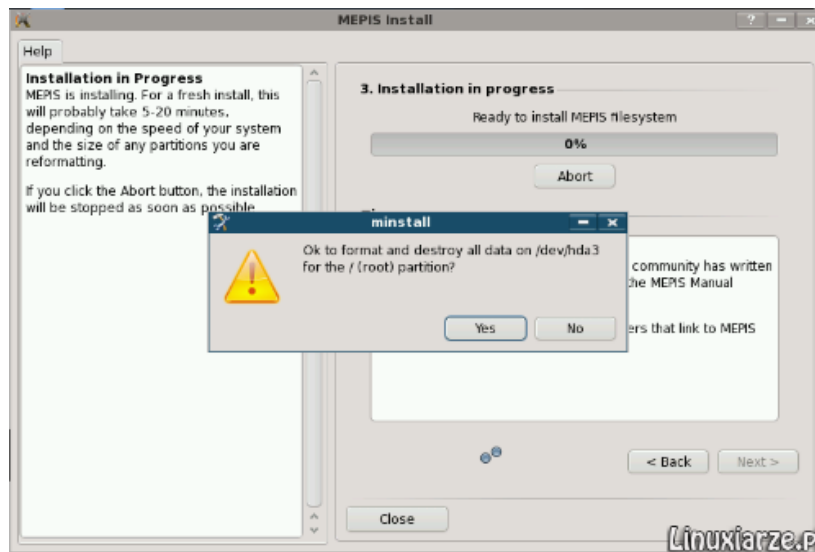 MEPIS Install
Help
Installation in Progress
MEPIS is installing. For a fresh install, this
will probably take 5-20 minutes,
depending on the speed of your system
and the size of any partitions you are
reformatting.
If you click the Abort button, the installation
will be stopped as soon as possible
3. Installation in progress
Ready to install MEPIS filesystem
0%
Abort
minstall
Ok to format and destroy all data on /dev/hda3
for the / (root) partition?
Yes
No
community has written
the MEPIS Manual
ers that link to MEPIS
< Back
Next >
Close
Linuxiarze.p